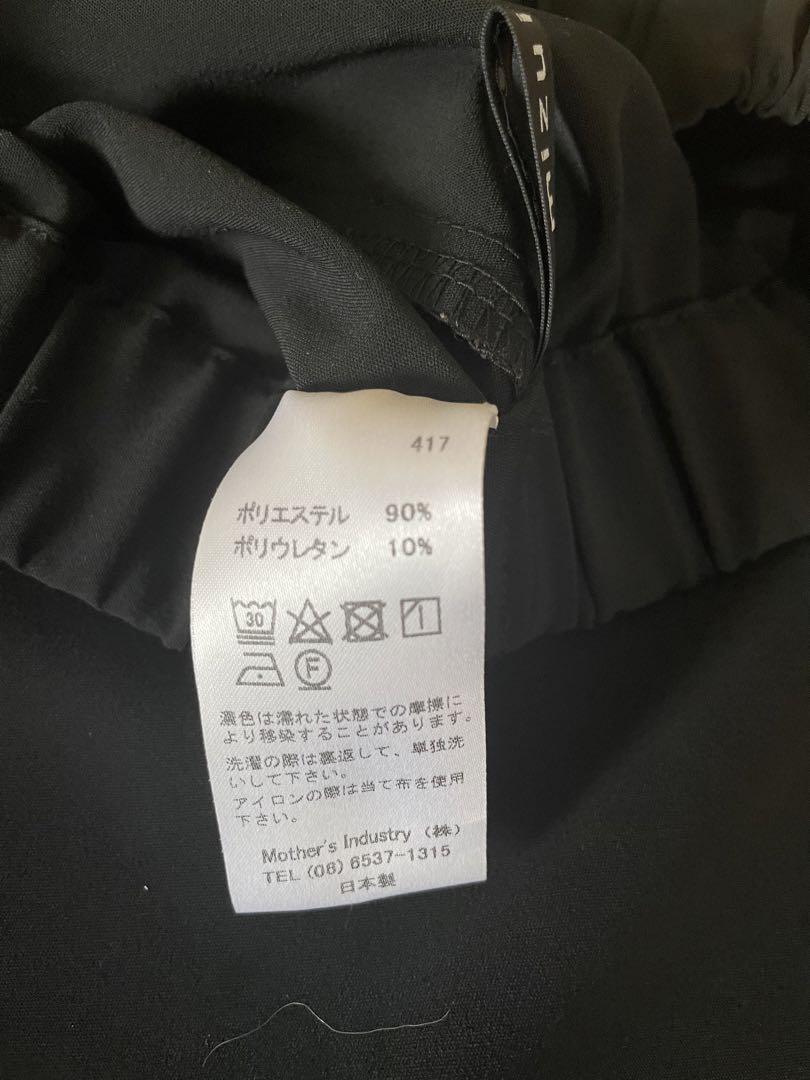 417
ポリエステル 90%
ポリウレタン 10%
30
F
濃色は濡れた状態での摩擦に
より移染することがあります。
洗濯の際は裏返して、単独洗
いして下さい。
アイロンの際は当て布を使用
下さい。
Mother's Industry (株)
TEL (06) 6537-1315
日本製